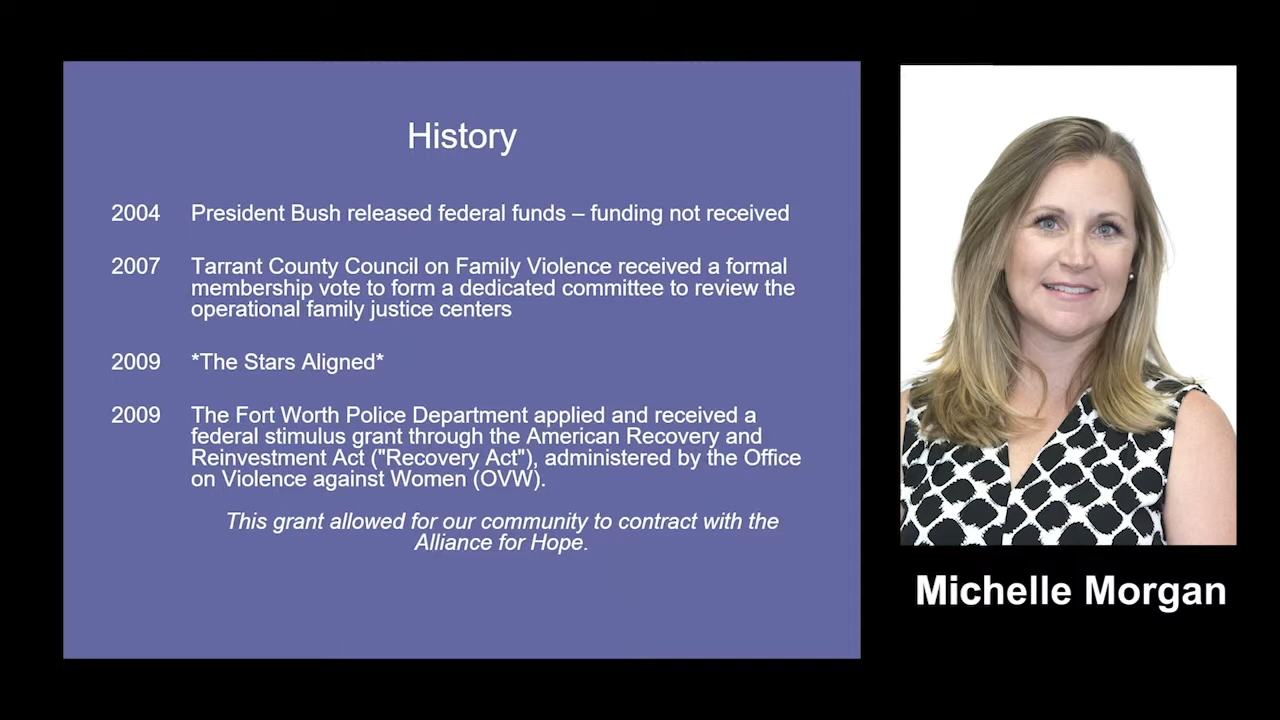 History
2004 President Bush released federal funds – funding not received
2007 Tarrant County Council on Family Violence received a formal
membership vote to form a dedicated committee to review the
operational family justice centers
2009 *The Stars Aligned*
2009 The Fort Worth Police Department applied and received a
federal stimulus grant through the American Recovery and
Reinvestment Act ("Recovery Act"), administered by the Office
on Violence against Women (OVW).
This grant allowed for our community to contract with the
Alliance for Hope.
Michelle Morgan